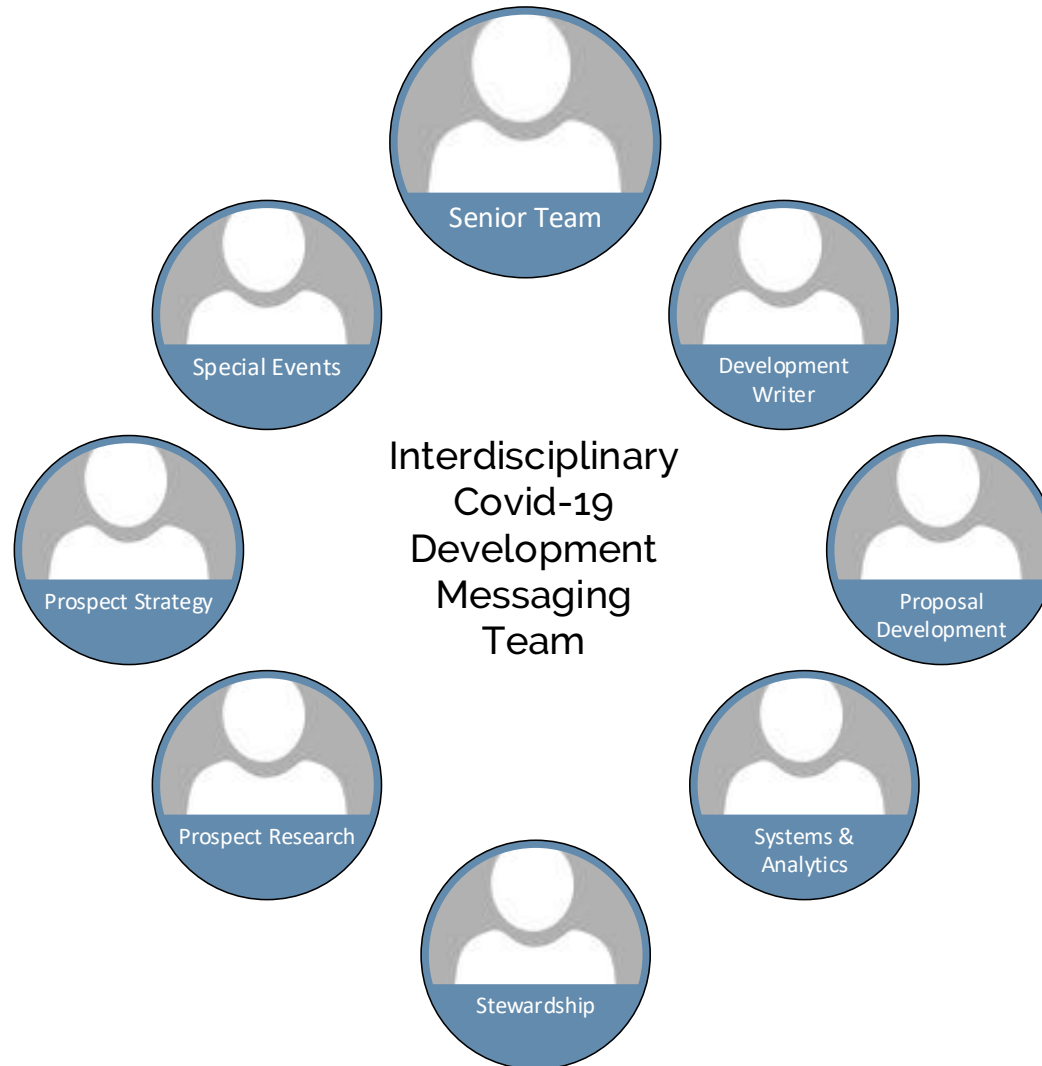 Senior Team
Special Events
Development
Writer
Interdisciplinary
Covid-19
Development
Messaging
Team
Prospect Strategy
Proposal
Development
Prospect Research
Systems &
Analytics
Stewardship